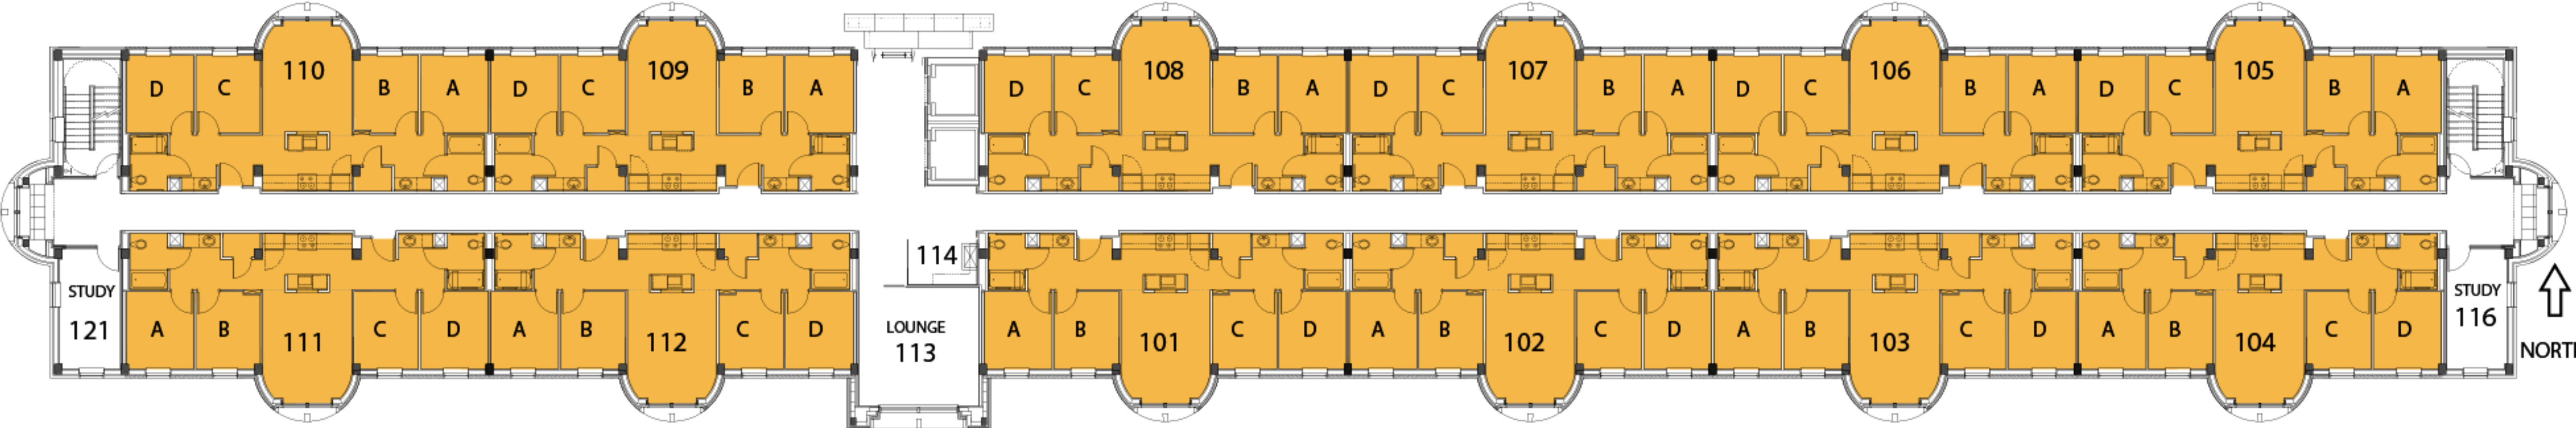 110 109 108 107 106 105
D C B A D C B A D C B A D C B A D C B A D C B A
114
STUDY
121
LOUNGE
113
STUDY
116
A B C D A B C D A B C D A B C D A B C D A B C D
111 112 101 102 103 104
NORT